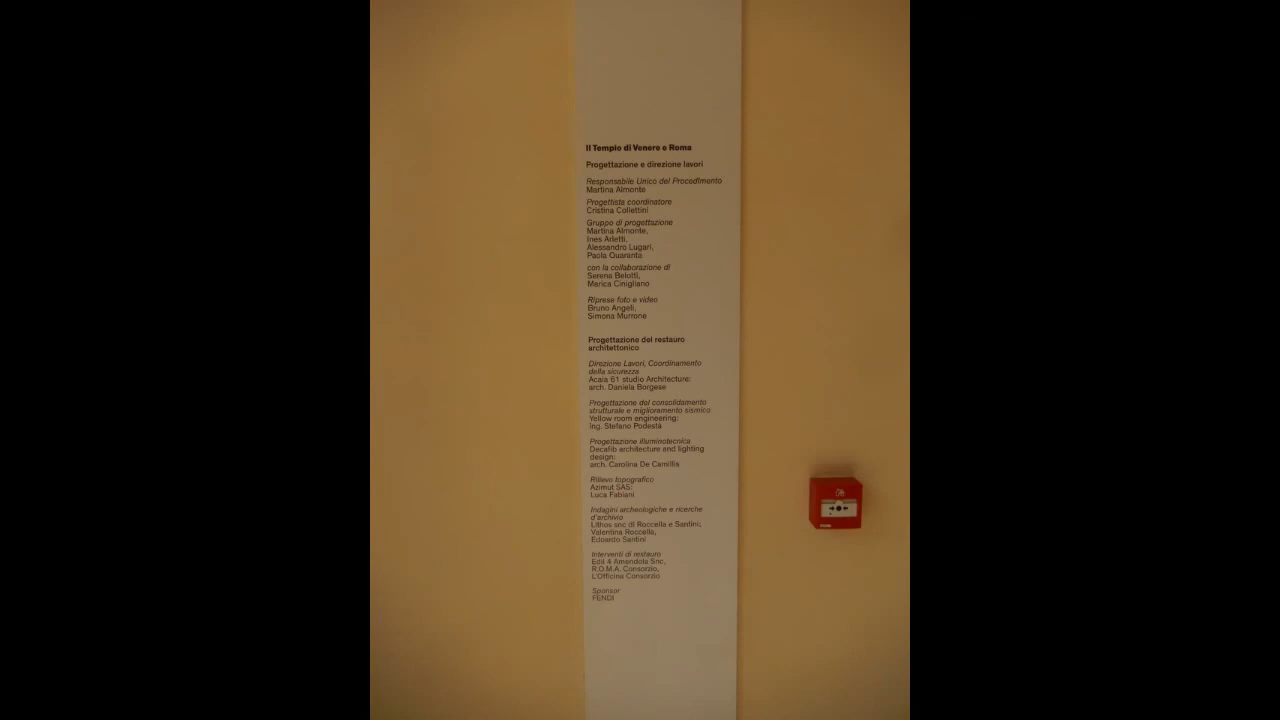 Il Tempio di Venere e Roma
Progettazione e direzione lavori
Responsabile Unico del Procedimento
Martina Almonte
Progettista coordinatore
Cristina Collettini
Gruppo di progettazione
Martina Almonte,
Ines Arletti,
Alessandro Lugari,
Paola Quaranta
con la collaborazione di
Serena Belotti,
Marica Cinigliano
Riprese foto e video
Bruno Angeli,
Simona Murrone
Progettazione del restauro
architettonico
Direzione Lavori, Coordinamento
della sicurezza
Acaia 61 studio Architecture:
arch. Daniela Borgese
Progettazione del consolidamento
strutturale e miglioramento sismico
Yellow room engineering:
ing. Stefano Podestà
Progettazione illuminotecnica
Decafib architecture and lighting
design:
arch. Carolina De Camillis
Rilievo topografico
Azimut SAS:
Luca Fabiani
Indagini archeologiche e ricerche
d'archivio
Lithos snc di Roccella e Santini:
Valentina Roccella,
Edoardo Santini
Interventi di restauro
Edil 4 Amendola Snc,
R.O.M.A. Consorzio,
L'Officina Consorzio
Sponsor
FENDI